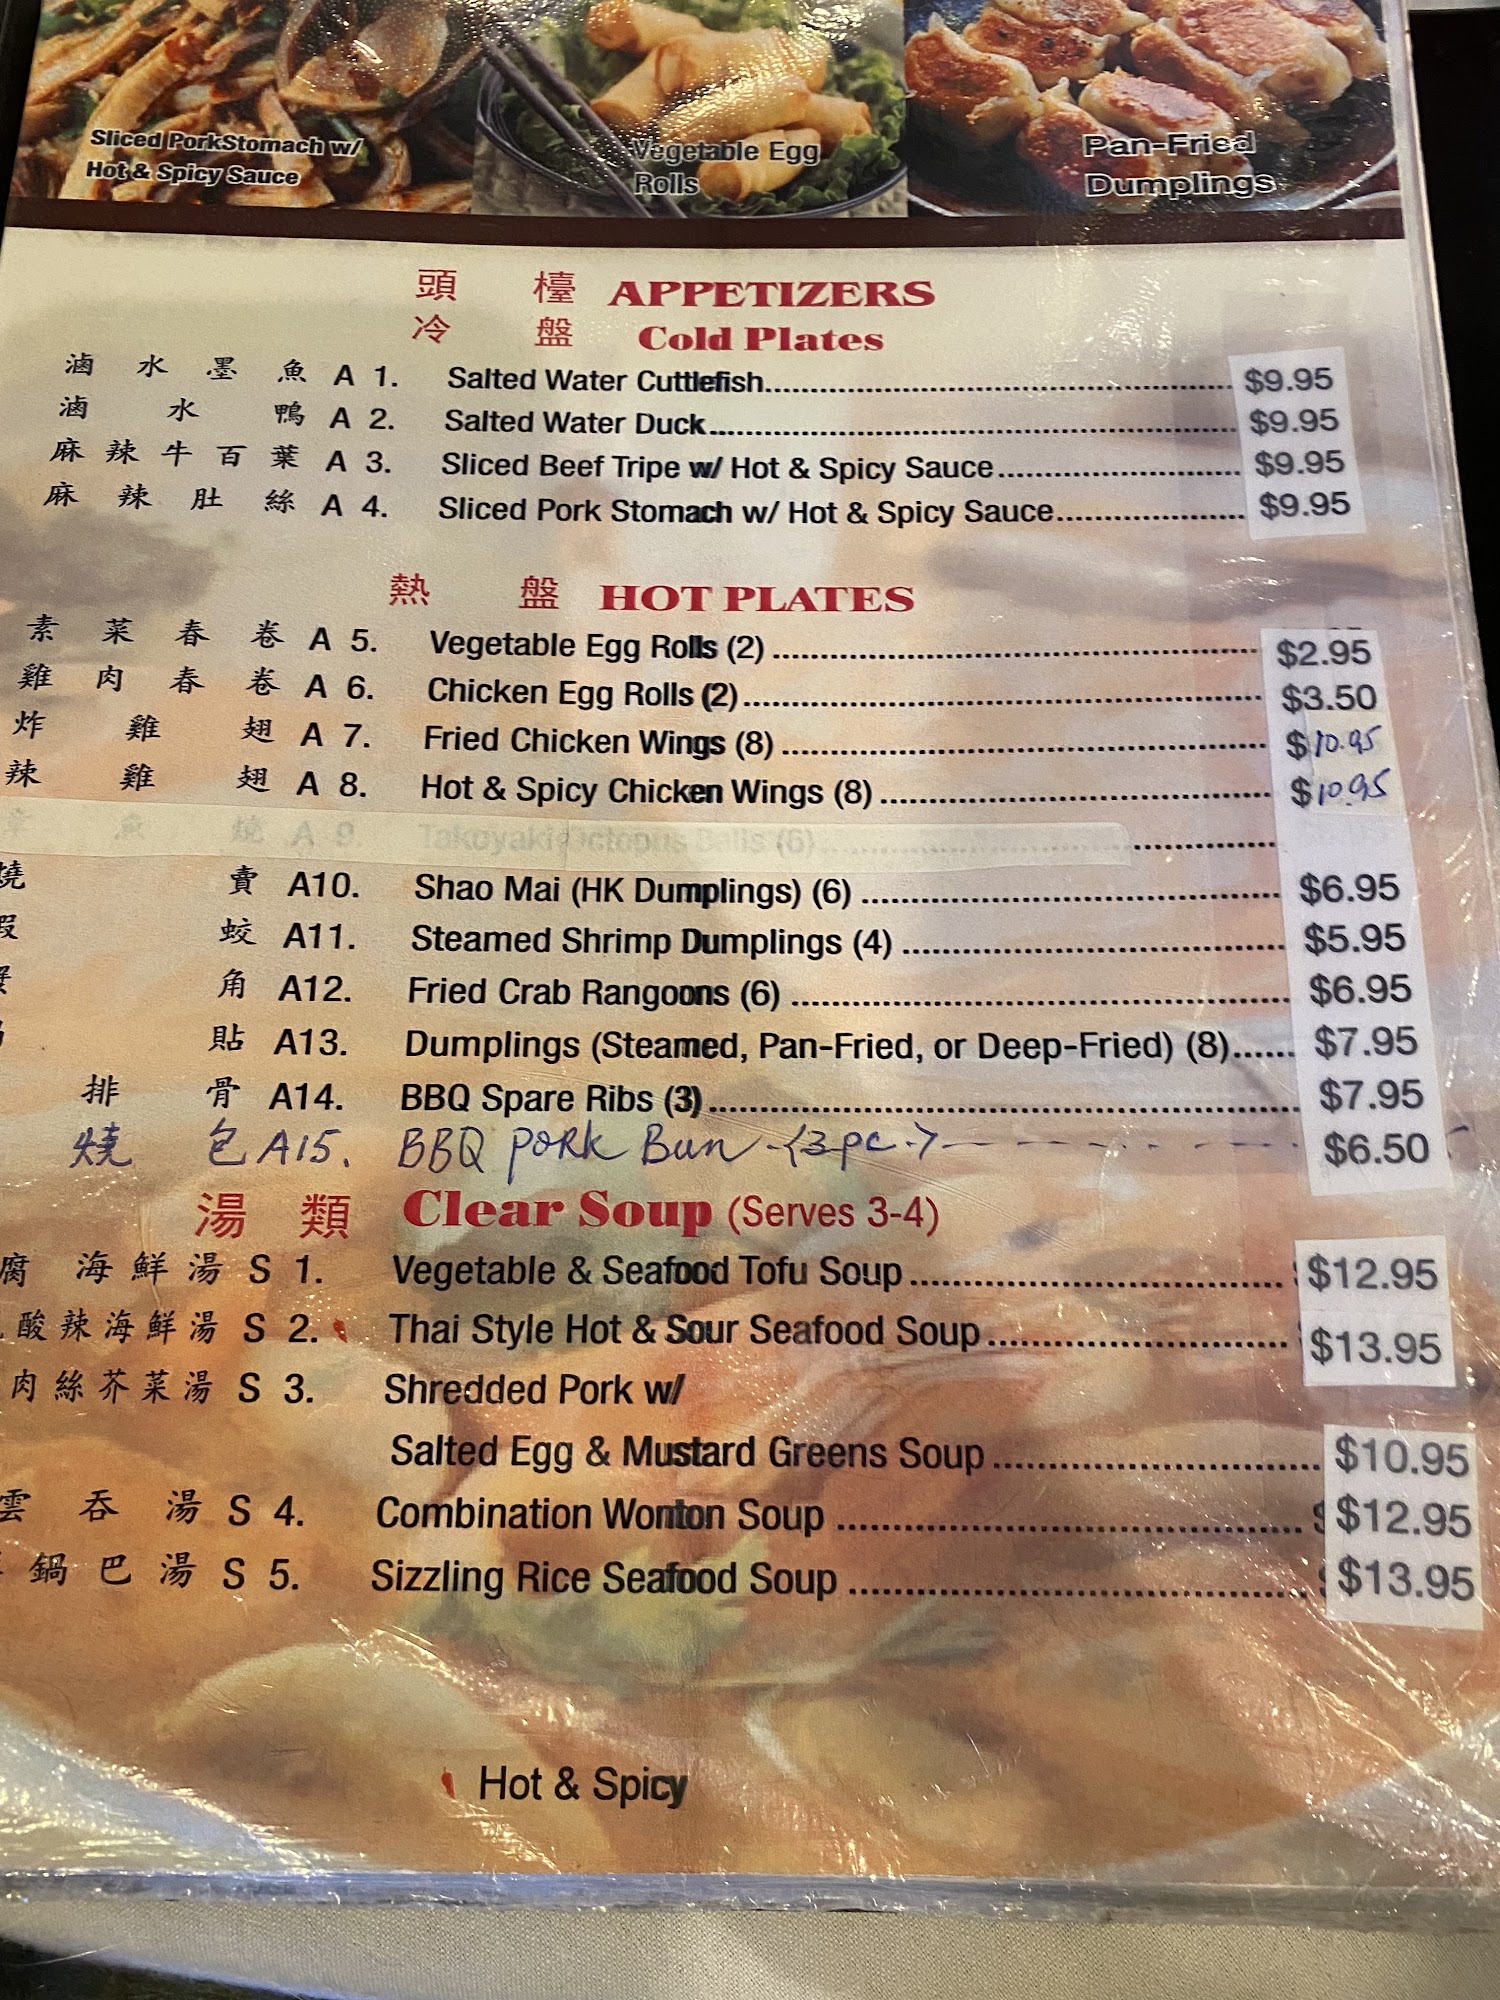 Sliced PorkStomach w/
Hot & Spicy Sauce
Vegetable Egg
Rolls
Pan-Fried
Dumplings
頭 檯 APPETIZERS
冷 盤 Cold Plates
滷水墨魚 A 1. Salted Water Cuttlefish $9.95
滷水鴨 A 2. Salted Water Duck $9.95
麻辣牛百葉 A 3. Sliced Beef Tripe w/ Hot & Spicy Sauce $9.95
麻辣肚絲 A 4. Sliced Pork Stomach w/ Hot & Spicy Sauce $9.95
熱 盤 HOT PLATES
素菜春卷 A 5. Vegetable Egg Rolls (2) $2.95
雞肉春卷 A 6. Chicken Egg Rolls (2) $3.50
炸雞翅 A 7. Fried Chicken Wings (8) $10.95
辣雞翅 A 8. Hot & Spicy Chicken Wings (8) $10.95
魚燒 A 9. Takoyaki Octopus Balls (6)
燒賣 A10. Shao Mai (HK Dumplings) (6) $6.95
蛟 A11. Steamed Shrimp Dumplings (4) $5.95
角 A12. Fried Crab Rangoons (6) $6.95
貼 A13. Dumplings (Steamed, Pan-Fried, or Deep-Fried) (8) $7.95
排骨 A14. BBQ Spare Ribs (3) $7.95
燒包 A15. BBQ PORK Bun (3pc.) $6.50
湯 類 Clear Soup (Serves 3-4)
腐海鮮湯 S 1. Vegetable & Seafood Tofu Soup $12.95
酸辣海鮮湯 S 2. Thai Style Hot & Sour Seafood Soup $13.95
肉絲芥菜湯 S 3. Shredded Pork w/
Salted Egg & Mustard Greens Soup $10.95
雲吞湯 S 4. Combination Wonton Soup $12.95
鍋巴湯 S 5. Sizzling Rice Seafood Soup $13.95
Hot & Spicy